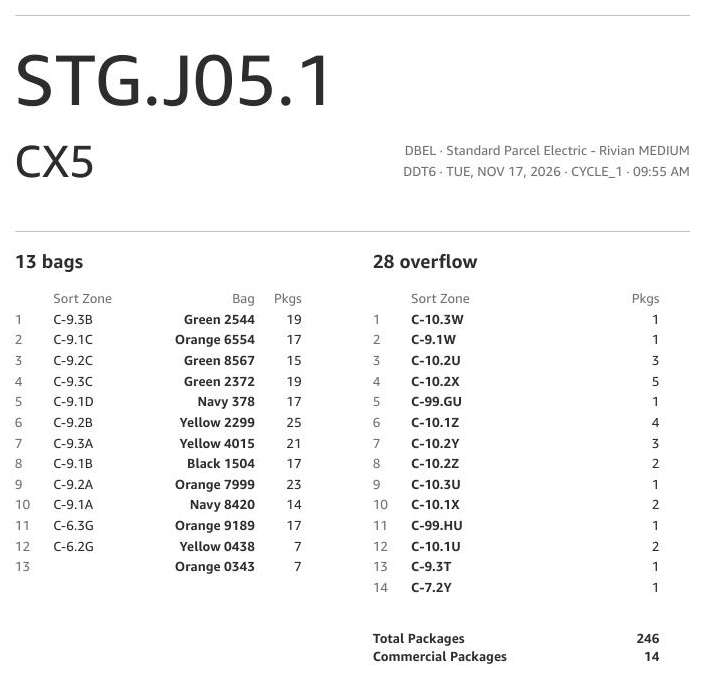 STG.J05.1
CX5
DBEL · Standard Parcel Electric - Rivian MEDIUM
DDT6 · TUE, NOV 17, 2026 · CYCLE_1 · 09:55 AM
13 bags
Sort Zone Bag Pkgs
1 C-9.3B Green 2544 19
2 C-9.1C Orange 6554 17
3 C-9.2C Green 8567 15
4 C-9.3C Green 2372 19
5 C-9.1D Navy 378 17
6 C-9.2B Yellow 2299 25
7 C-9.3A Yellow 4015 21
8 C-9.1B Black 1504 17
9 C-9.2A Orange 7999 23
10 C-9.1A Navy 8420 14
11 C-6.3G Orange 9189 17
12 C-6.2G Yellow 0438 7
13 Orange 0343 7
28 overflow
Sort Zone Pkgs
1 C-10.3W 1
2 C-9.1W 1
3 C-10.2U 3
4 C-10.2X 5
5 C-99.GU 1
6 C-10.1Z 4
7 C-10.2Y 3
8 C-10.2Z 2
9 C-10.3U 1
10 C-10.1X 2
11 C-99.HU 1
12 C-10.1U 2
13 C-9.3T 1
14 C-7.2Y 1
Total Packages 246
Commercial Packages 14